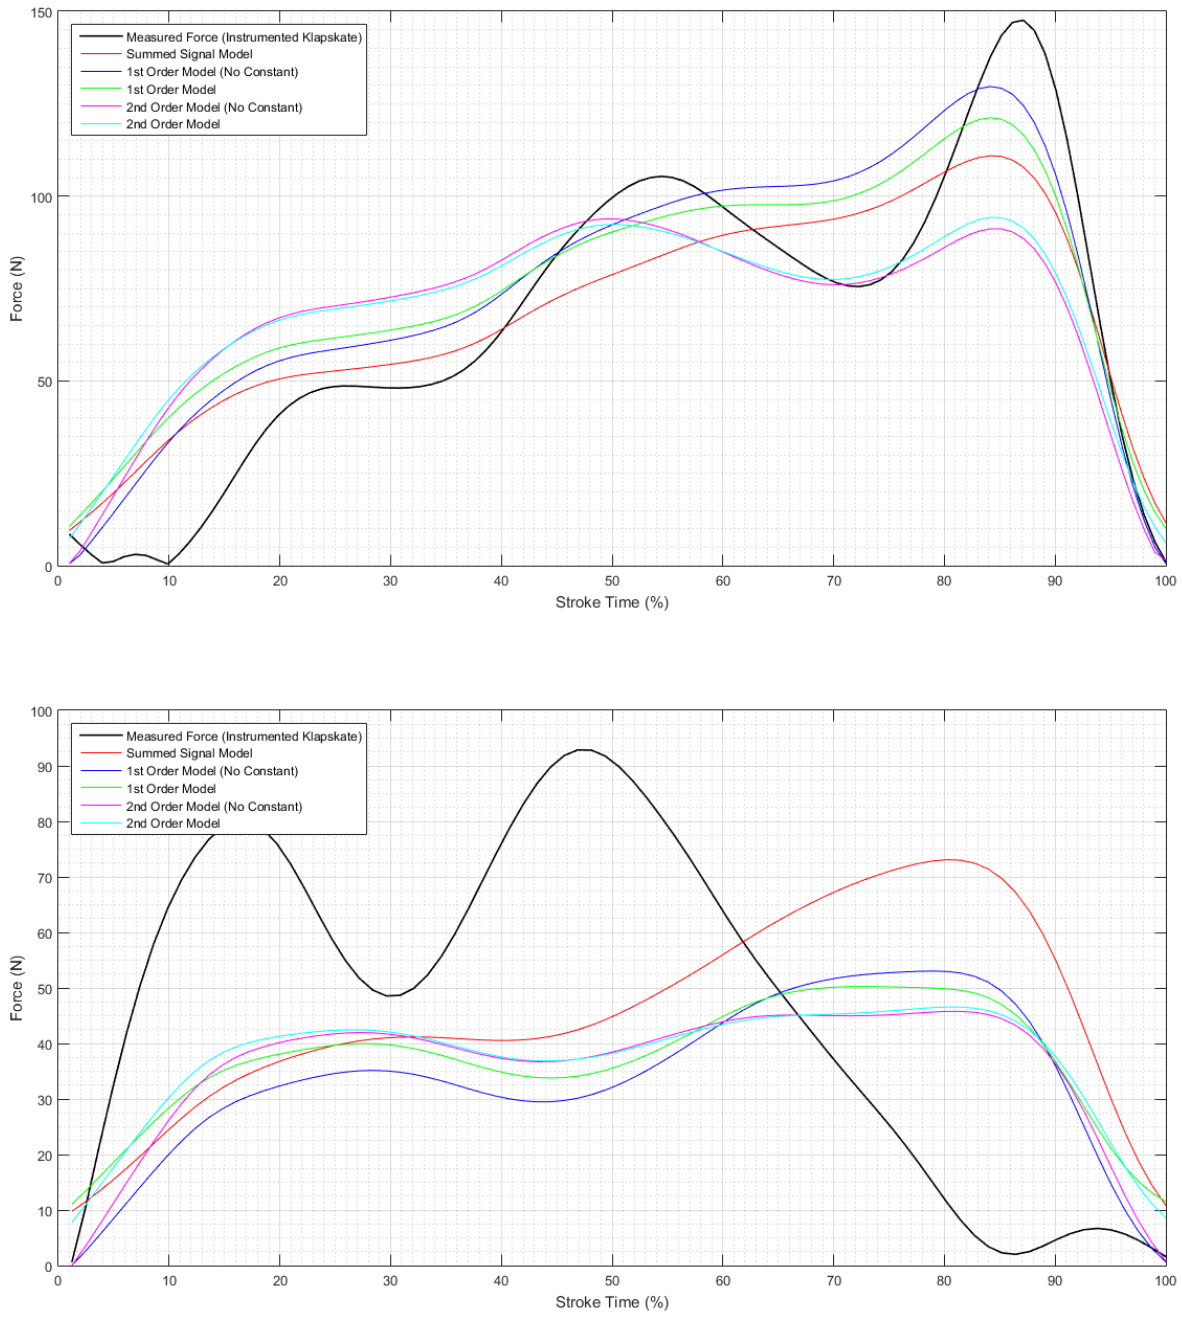 150
Measured Force (Instrumented Klapskate)
Summed Signal Model
1st Order Model (No Constant)
1st Order Model
2nd Order Model (No Constant)
2nd Order Model
100
Force (N)
50
0
0 10 20 30 40 50 60 70 80 90 100
Stroke Time (%)
100
Measured Force (Instrumented Klapskate)
Summed Signal Model
90
1st Order Model (No Constant)
1st Order Model
2nd Order Model (No Constant)
80
2nd Order Model
70
60
50
Force (N)
40
30
20
10
0
0 10 20 30 40 50 60 70 80 90 100
Stroke Time (%)